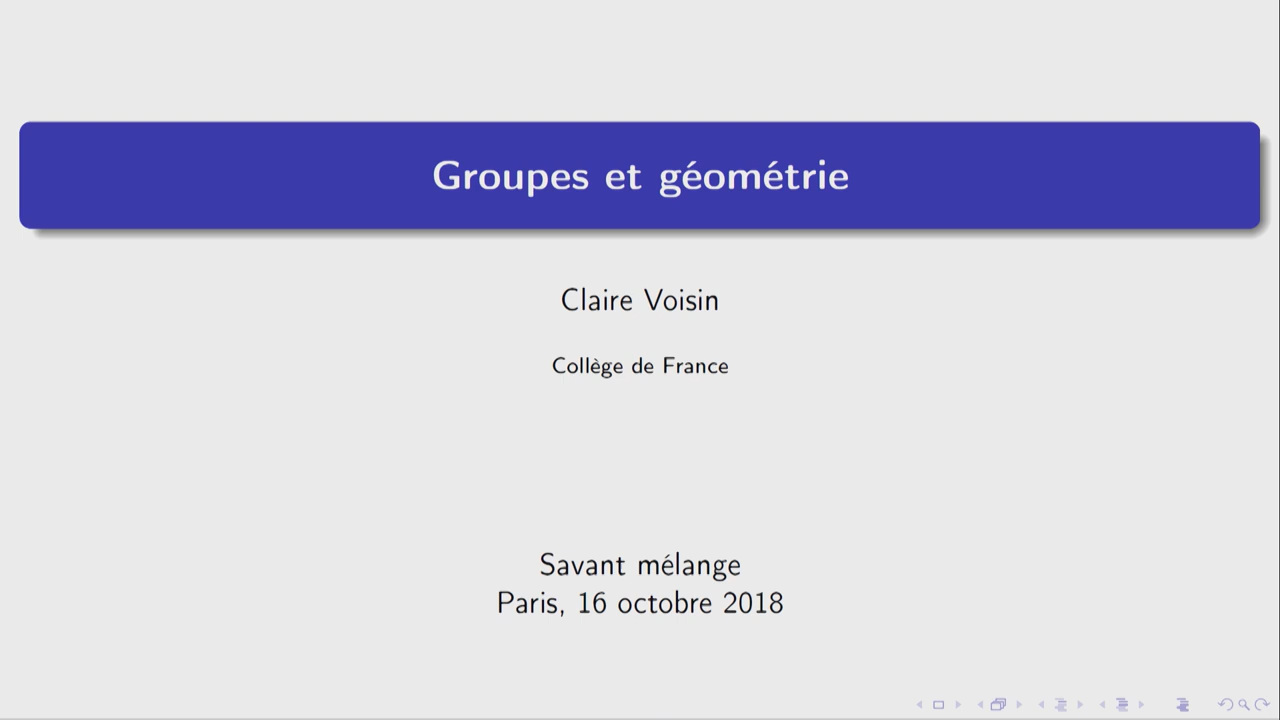 Groupes et géométrie
Claire Voisin
Collège de France
Savant mélange
Paris, 16 octobre 2018